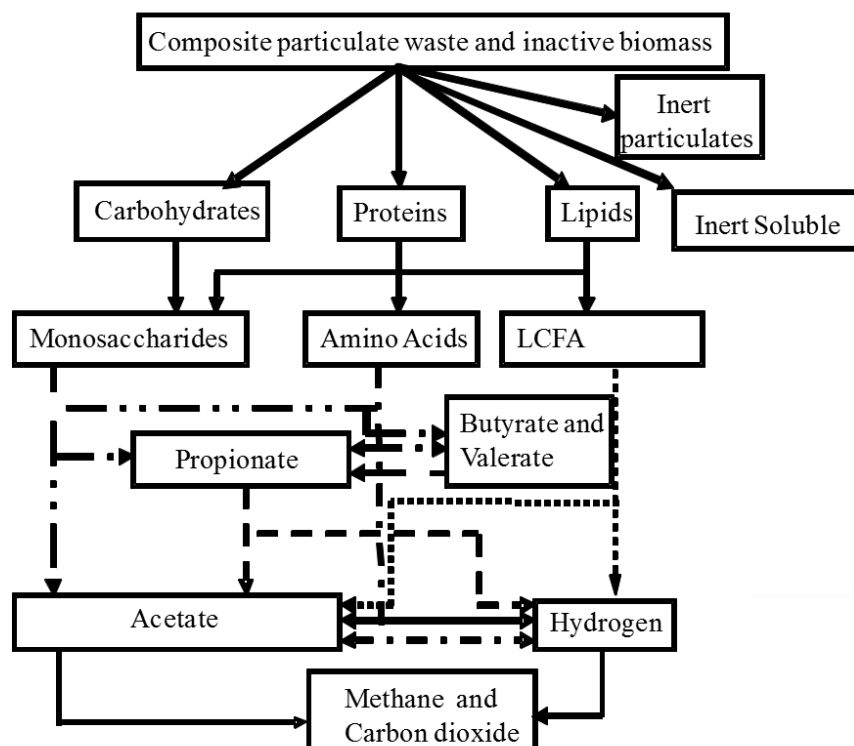 Composite particulate waste and inactive biomass
Inert
particulates
Carbohydrates
Proteins
Lipids
Inert Soluble
Monosaccharides
Amino Acids
LCFA
Butyrate and
Valerate
Propionate
Acetate
Hydrogen
Methane and
Carbon dioxide